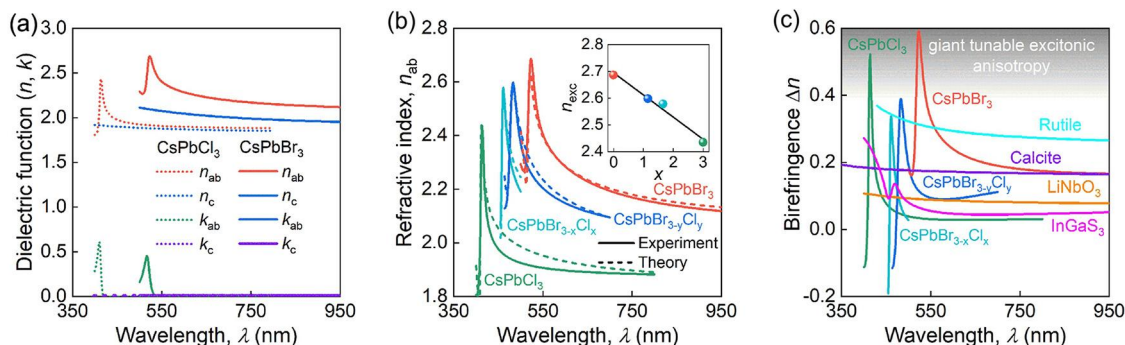 (a)
Dielectric function (n, k)
3.0
2.5
2.0
1.5
1.0
0.5
0.0
CsPbCl3 CsPbBr3
nab nab
nc nc
kab kab
kc kc
350 550 750 950
Wavelength, λ (nm)
(b)
Refractive index, nab
2.8
2.6
2.4
2.2
2.0
1.8
nexc
2.8
2.7
2.6
2.5
2.4
0 1 2 3
x
CsPbBr3
CsPbBr3-yCly
CsPbBr3-xClx
Experiment
Theory
CsPbCl3
350 550 750 950
Wavelength, λ (nm)
(c)
Birefringence Δn
0.6
0.4
0.2
0.0
-0.2
CsPbCl3
giant tunable excitonic
anisotropy
CsPbBr3
Rutile
Calcite
CsPbBr3-yCly
LiNbO3
InGaS3
CsPbBr3-xClx
350 550 750 950
Wavelength, λ (nm)